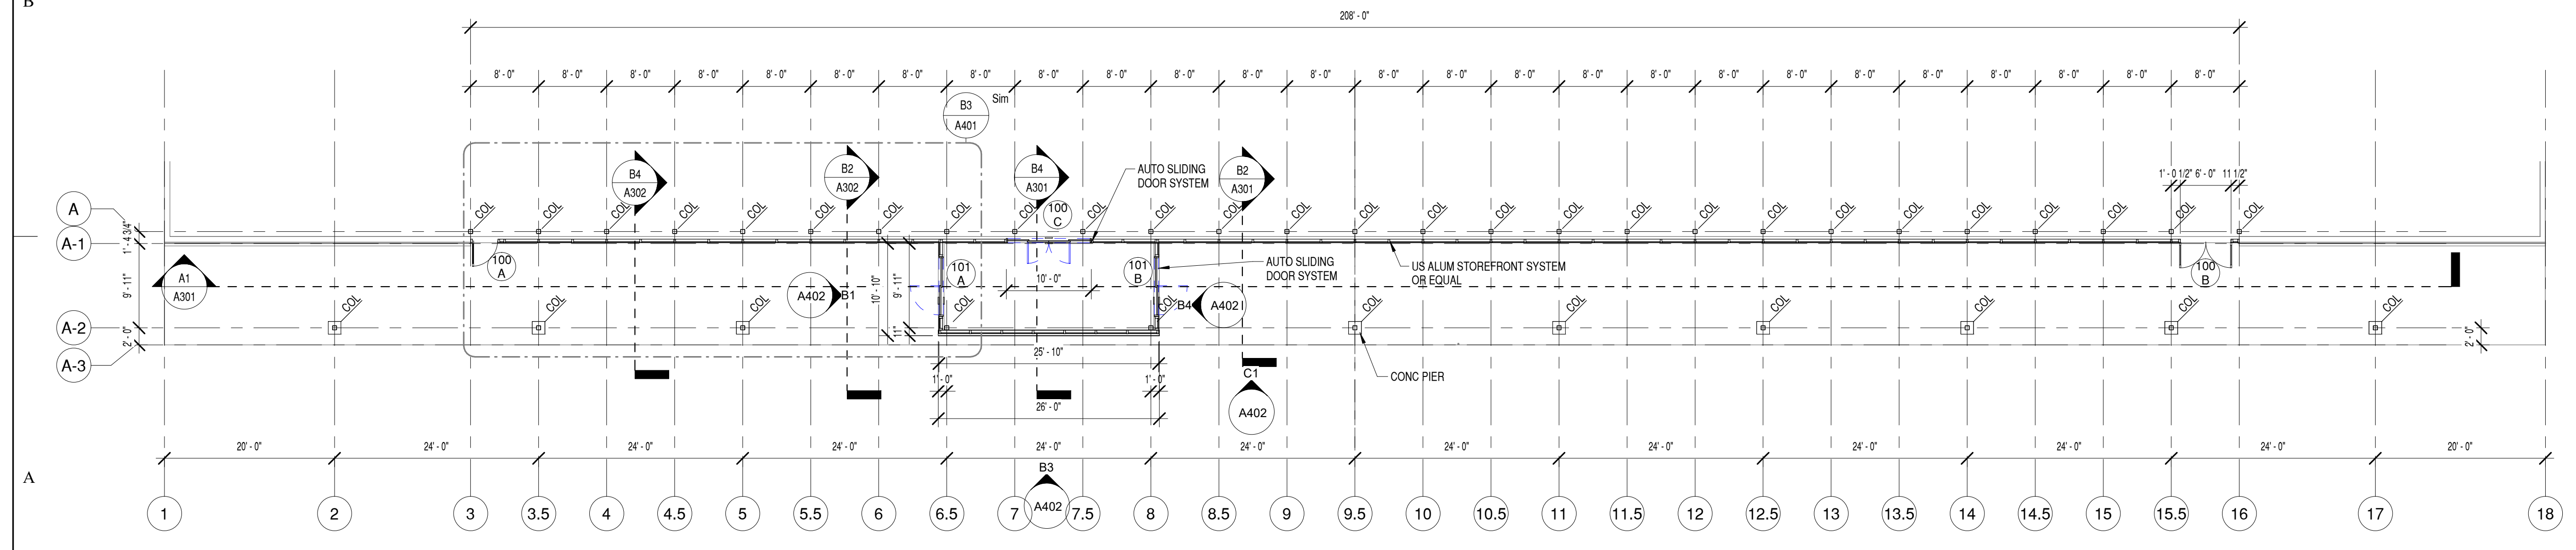 B
208' - 0"
8' - 0" 8' - 0" 8' - 0" 8' - 0" 8' - 0" 8' - 0" 8' - 0" 8' - 0" 8' - 0" 8' - 0" 8' - 0" 8' - 0" 8' - 0" 8' - 0" 8' - 0" 8' - 0" 8' - 0" 8' - 0" 8' - 0" 8' - 0" 8' - 0" 8' - 0" 8' - 0" 8' - 0" 8' - 0" 8' - 0"
B3
A401
Sim
B4
A302
B2
A302
B4
A301
B2
A301
AUTO SLIDING
DOOR SYSTEM
1' - 0 1/2" 6' - 0" 11 1/2"
A
A-1
1' - 4 3/4"
COL COL COL COL COL COL COL COL COL COL COL COL COL COL COL COL COL COL COL COL COL COL COL COL COL COL COL
100
C
100
A
101
A
101
B
100
B
AUTO SLIDING
DOOR SYSTEM
US ALUM STOREFRONT SYSTEM
OR EQUAL
A1
A301
9' - 11"
A402
B1
10' - 10"
9' - 11"
10' - 0"
B4
A402
A-2
COL COL COL COL COL COL COL COL COL COL COL
2' - 0"
11"
2' - 0"
A-3
25' - 10"
CONC PIER
1' - 0"
1' - 0"
26' - 0"
C1
A402
20' - 0" 24' - 0" 24' - 0" 24' - 0" 24' - 0" 24' - 0" 24' - 0" 24' - 0" 24' - 0" 24' - 0" 24' - 0" 20' - 0"
A
B3
A402
1 2 3 3.5 4 4.5 5 5.5 6 6.5 7 7.5 8 8.5 9 9.5 10 10.5 11 11.5 12 12.5 13 13.5 14 14.5 15 15.5 16 17 18